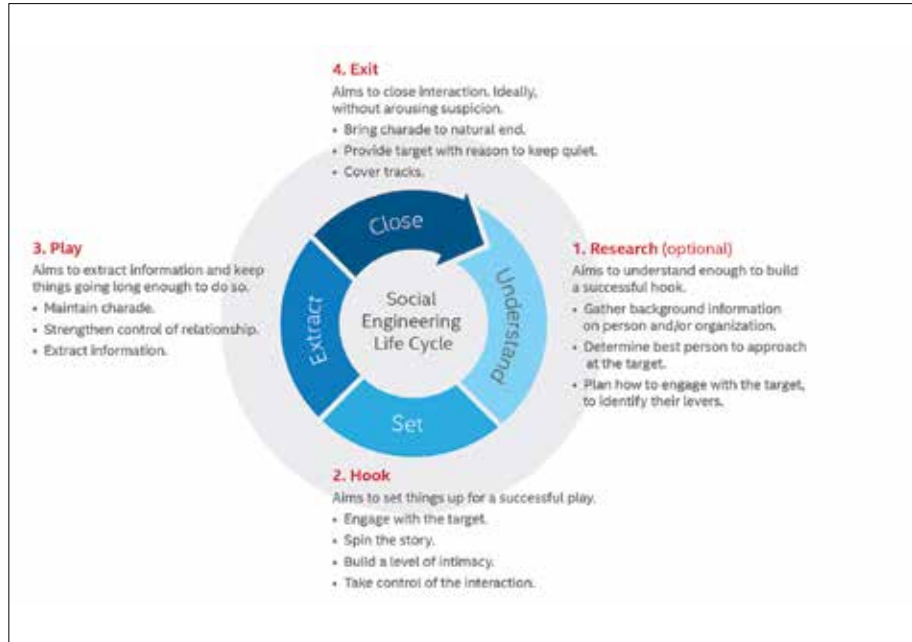 4. Exit
Aims to close interaction. Ideally,
without arousing suspicion.
• Bring charade to natural end.
• Provide target with reason to keep quiet.
• Cover tracks.
3. Play
Aims to extract information and keep
things going long enough to do so.
• Maintain charade.
• Strengthen control of relationship.
• Extract information.
Close
Understand
Set
Extract
Social
Engineering
Life Cycle
1. Research (optional)
Aims to understand enough to build
a successful hook.
• Gather background information
on person and/or organization.
• Determine best person to approach
at the target.
• Plan how to engage with the target,
to identify their levers.
2. Hook
Aims to set things up for a successful play.
• Engage with the target.
• Spin the story.
• Build a level of intimacy.
• Take control of the interaction.